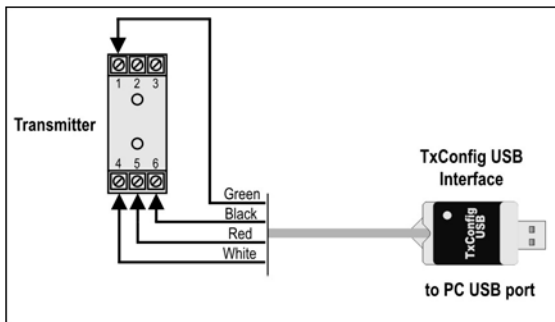 1 2 3
Transmitter
4 5 6
Green
Black
Red
White
TxConfig USB
Interface
TxConfig
USB
to PC USB port